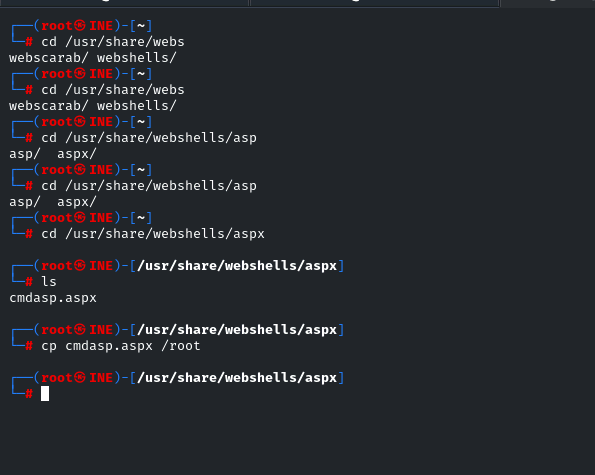 ┌──(root㉿INE)-[~]
└─# cd /usr/share/webs
webscarab/ webshells/
┌──(root㉿INE)-[~]
└─# cd /usr/share/webs
webscarab/ webshells/
┌──(root㉿INE)-[~]
└─# cd /usr/share/webshells/asp
asp/  aspx/
┌──(root㉿INE)-[~]
└─# cd /usr/share/webshells/asp
asp/  aspx/
┌──(root㉿INE)-[~]
└─# cd /usr/share/webshells/aspx
┌──(root㉿INE)-[/usr/share/webshells/aspx]
└─# ls
cmdasp.aspx
┌──(root㉿INE)-[/usr/share/webshells/aspx]
└─# cp cmdasp.aspx /root
┌──(root㉿INE)-[/usr/share/webshells/aspx]
└─#